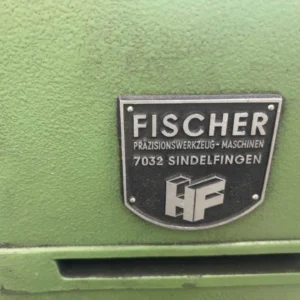 FISCHER
PRÄZISIONSWERKZEUG-MASCHINEN
7032 SINDELFINGEN
HF